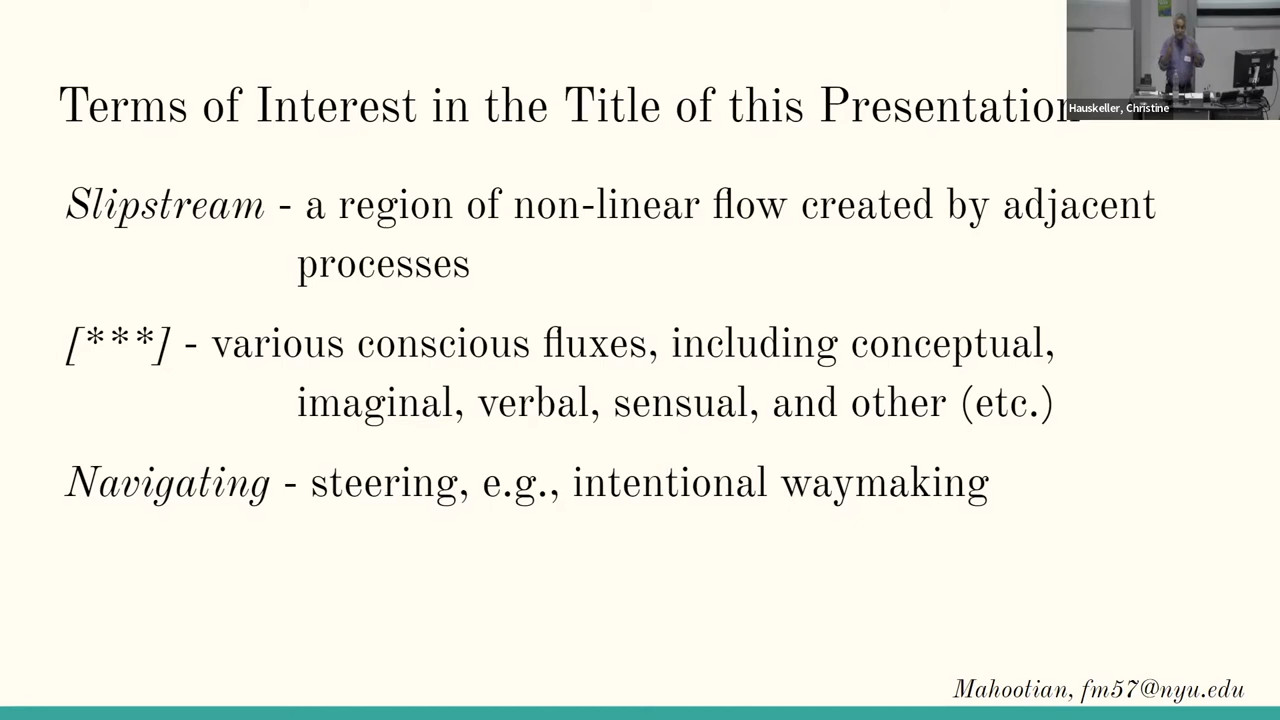 Terms of Interest in the Title of this Presentation
Hauskeller, Christine
Slipstream - a region of non-linear flow created by adjacent
processes
[***] - various conscious fluxes, including conceptual,
imaginal, verbal, sensual, and other (etc.)
Navigating - steering, e.g., intentional waymaking
Mahootian, fm57@nyu.edu